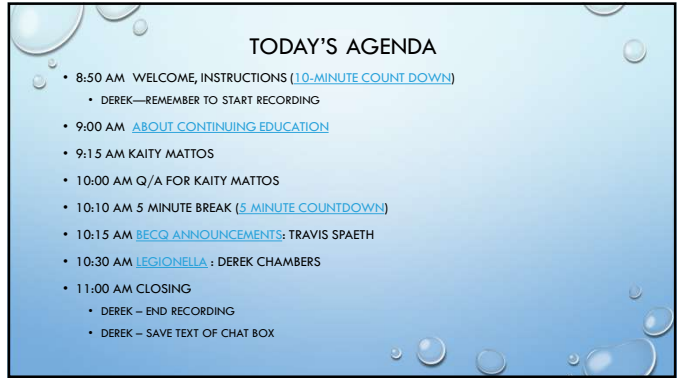 TODAY'S AGENDA
• 8:50 AM WELCOME, INSTRUCTIONS (10-MINUTE COUNT DOWN)
• DEREK—REMEMBER TO START RECORDING
• 9:00 AM ABOUT CONTINUING EDUCATION
• 9:15 AM KAITY MATTOS
• 10:00 AM Q/A FOR KAITY MATTOS
• 10:10 AM 5 MINUTE BREAK (5 MINUTE COUNTDOWN)
• 10:15 AM BECQ ANNOUNCEMENTS: TRAVIS SPAETH
• 10:30 AM LEGIONELLA : DEREK CHAMBERS
• 11:00 AM CLOSING
• DEREK – END RECORDING
• DEREK – SAVE TEXT OF CHAT BOX